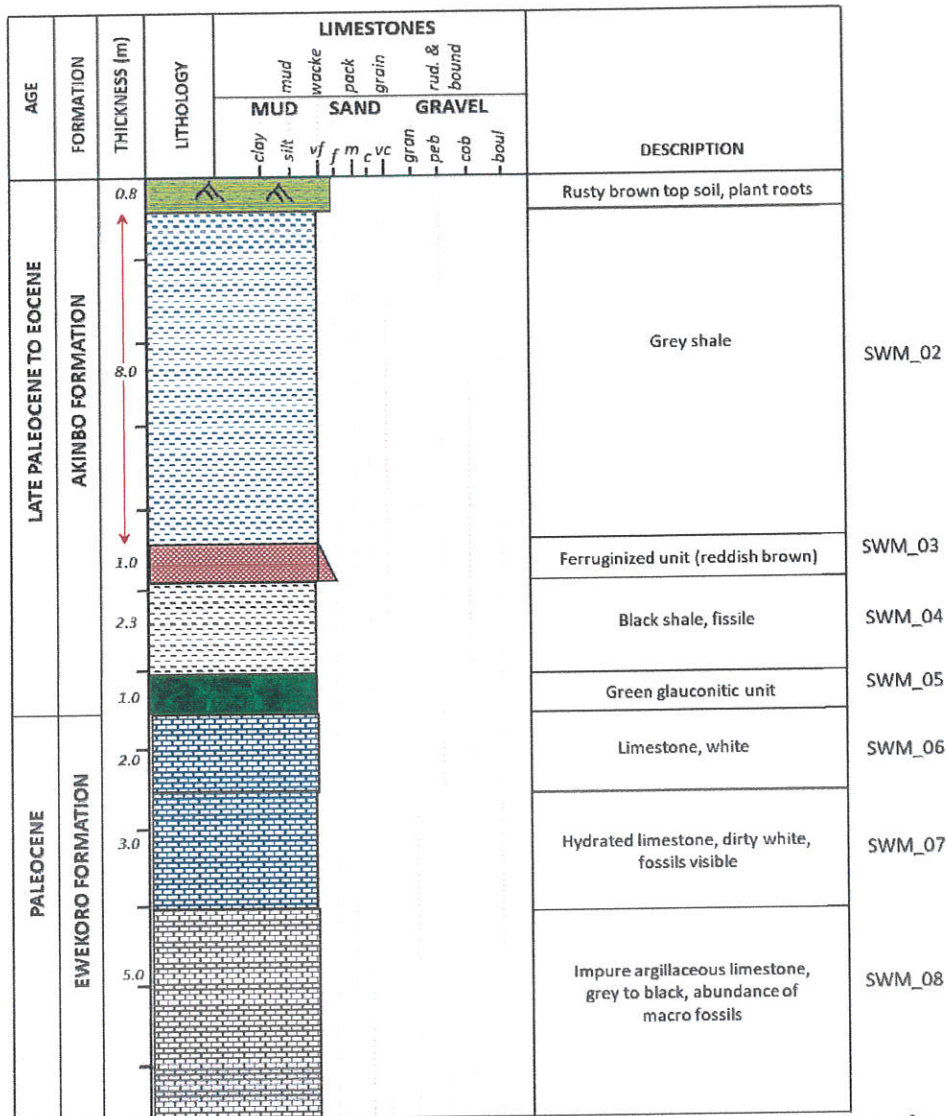 AGE
FORMATION
THICKNESS (m)
LITHOLOGY
LIMESTONES
mud
wacke
pack
grain
rud. &
bound
MUD SAND GRAVEL
clay
silt
vf
f
m
c
vc
gran
peb
cob
boul
DESCRIPTION
LATE PALEOCENE TO EOCENE
AKINBO FORMATION
0.8
Rusty brown top soil, plant roots
8.0
Grey shale
SWM_02
1.0
Ferruginized unit (reddish brown)
SWM_03
2.3
Black shale, fissile
SWM_04
1.0
Green glauconitic unit
SWM_05
PALEOCENE
EWEKORO FORMATION
2.0
Limestone, white
SWM_06
3.0
Hydrated limestone, dirty white,
fossils visible
SWM_07
5.0
Impure argillaceous limestone,
grey to black, abundance of
macro fossils
SWM_08